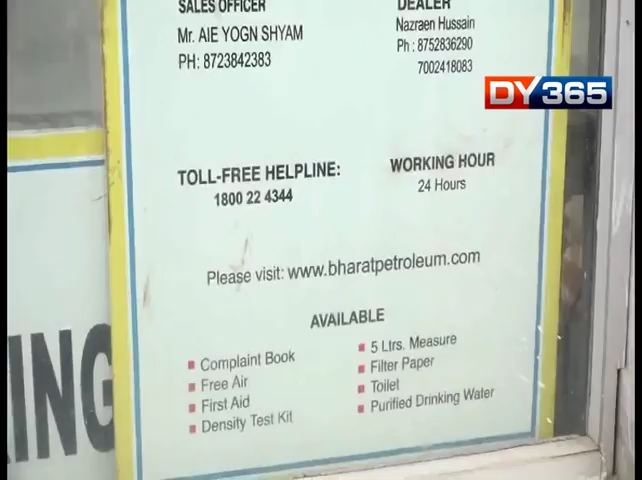 SALES OFFICER
Mr. AIE YOGN SHYAM
PH: 8723842383
DEALER
Nazraen Hussain
Ph : 8752836290
7002418083
DY365
TOLL-FREE HELPLINE:
1800 22 4344
WORKING HOUR
24 Hours
Please visit: www.bharatpetroleum.com
AVAILABLE
Complaint Book
Free Air
First Aid
Density Test Kit
5 Ltrs. Measure
Filter Paper
Toilet
Purified Drinking Water
ING